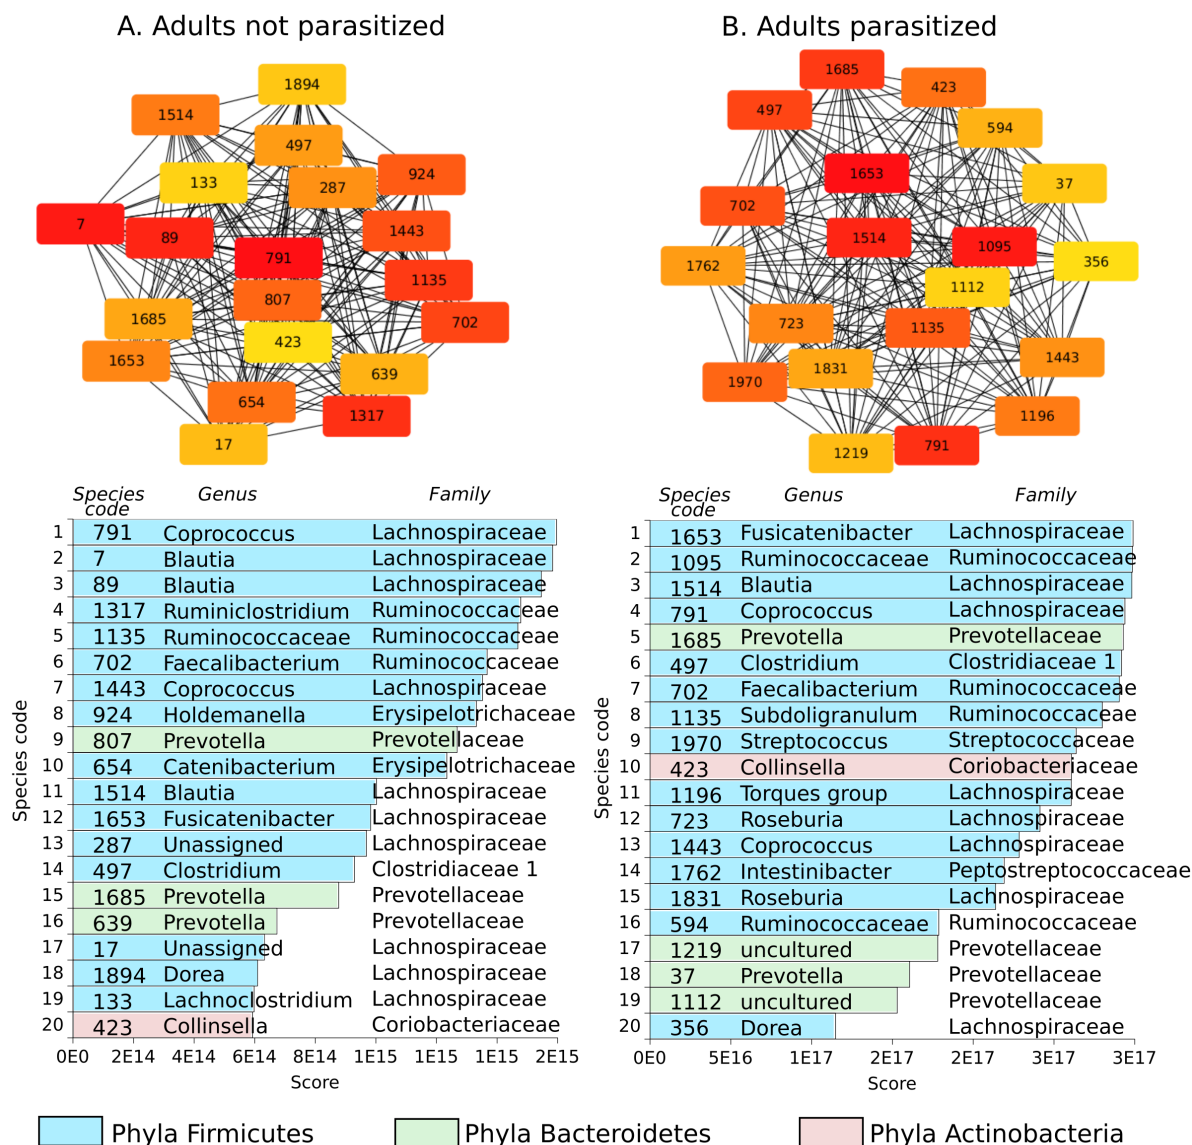 A. Adults not parasitized
1894
1514
497
133
287
924
7
89
1443
791
1135
807
702
1685
423
1653
639
654
1317
17
B. Adults parasitized
1685
423
497
594
1653
37
702
1514
1095
356
1762
1112
723
1135
1443
1831
1970
1196
791
1219
Species code Genus Family
1 791 Coprococcus Lachnospiraceae
2 7 Blautia Lachnospiraceae
3 89 Blautia Lachnospiraceae
4 1317 Ruminiclostridium Ruminococcaceae
5 1135 Ruminococcaceae Ruminococcaceae
6 702 Faecalibacterium Ruminococcaceae
7 1443 Coprococcus Lachnospiraceae
8 924 Holdemanella Erysipelotrichaceae
9 807 Prevotella Prevotellaceae
10 654 Catenibacterium Erysipelotrichaceae
11 1514 Blautia Lachnospiraceae
12 1653 Fusicatenibacter Lachnospiraceae
13 287 Unassigned Lachnospiraceae
14 497 Clostridium Clostridiaceae 1
15 1685 Prevotella Prevotellaceae
16 639 Prevotella Prevotellaceae
17 17 Unassigned Lachnospiraceae
18 1894 Dorea Lachnospiraceae
19 133 Lachnoclostridium Lachnospiraceae
20 423 Collinsella Coriobacteriaceae
Species code
0E0 2E14 4E14 6E14 8E14 1E15 1E15 1E15 2E15
Score
Species code Genus Family
1 1653 Fusicatenibacter Lachnospiraceae
2 1095 Ruminococcaceae Ruminococcaceae
3 1514 Blautia Lachnospiraceae
4 791 Coprococcus Lachnospiraceae
5 1685 Prevotella Prevotellaceae
6 497 Clostridium Clostridiaceae 1
7 702 Faecalibacterium Ruminococcaceae
8 1135 Subdoligranulum Ruminococcaceae
9 1970 Streptococcus Streptococcaceae
10 423 Collinsella Coriobacteriaceae
11 1196 Torques group Lachnospiraceae
12 723 Roseburia Lachnospiraceae
13 1443 Coprococcus Lachnospiraceae
14 1762 Intestinibacter Peptostreptococcaceae
15 1831 Roseburia Lachnospiraceae
16 594 Ruminococcaceae Ruminococcaceae
17 1219 uncultured Prevotellaceae
18 37 Prevotella Prevotellaceae
19 1112 uncultured Prevotellaceae
20 356 Dorea Lachnospiraceae
Species code
0E0 5E16 1E17 2E17 2E17 3E17 3E17
Score
Phyla Firmicutes
Phyla Bacteroidetes
Phyla Actinobacteria